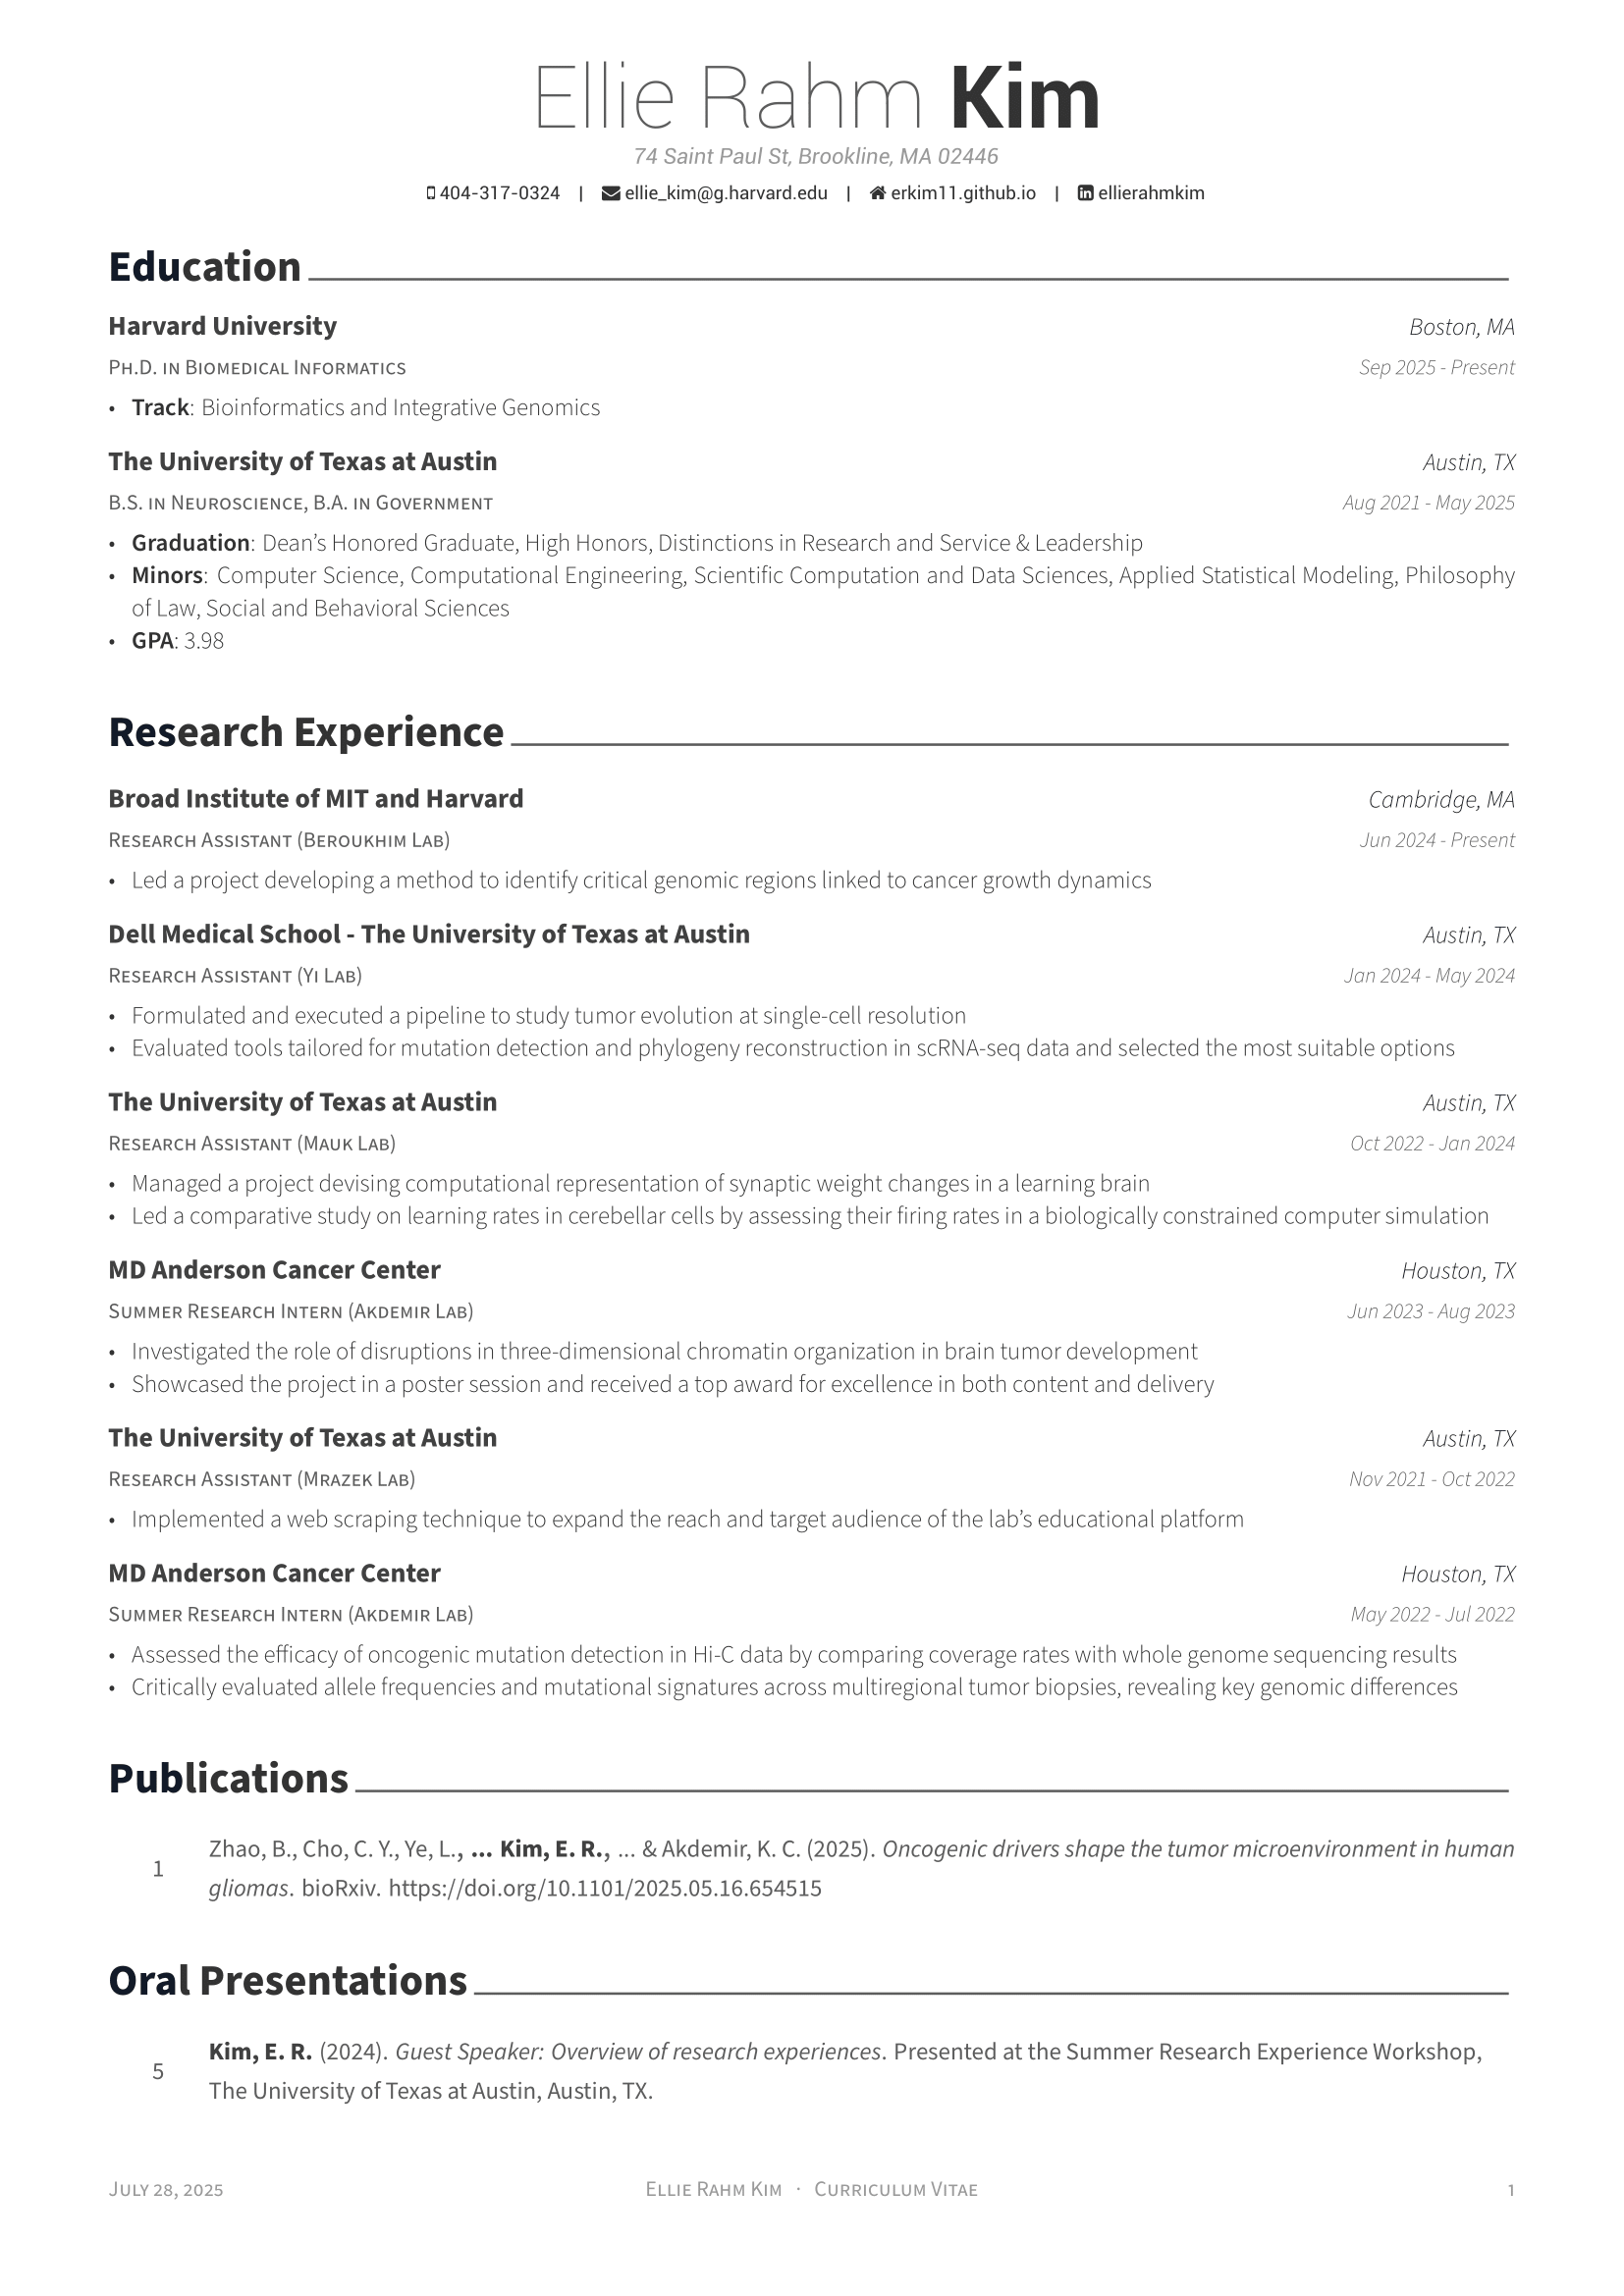 Ellie Rahm Kim
74 Saint Paul St, Brookline, MA 02446
404-317-0324 | ellie_kim@g.harvard.edu | erkim11.github.io | ellierahmkim
Education
Harvard University Boston, MA
Ph.D. in Biomedical Informatics Sep 2025 - Present
• Track: Bioinformatics and Integrative Genomics
The University of Texas at Austin Austin, TX
B.S. in Neuroscience, B.A. in Government Aug 2021 - May 2025
• Graduation: Dean’s Honored Graduate, High Honors, Distinctions in Research and Service & Leadership
• Minors: Computer Science, Computational Engineering, Scientific Computation and Data Sciences, Applied Statistical Modeling, Philosophy
of Law, Social and Behavioral Sciences
• GPA: 3.98
Research Experience
Broad Institute of MIT and Harvard Cambridge, MA
Research Assistant (Beroukhim Lab) Jun 2024 - Present
• Led a project developing a method to identify critical genomic regions linked to cancer growth dynamics
Dell Medical School - The University of Texas at Austin Austin, TX
Research Assistant (Yi Lab) Jan 2024 - May 2024
• Formulated and executed a pipeline to study tumor evolution at single-cell resolution
• Evaluated tools tailored for mutation detection and phylogeny reconstruction in scRNA-seq data and selected the most suitable options
The University of Texas at Austin Austin, TX
Research Assistant (Mauk Lab) Oct 2022 - Jan 2024
• Managed a project devising computational representation of synaptic weight changes in a learning brain
• Led a comparative study on learning rates in cerebellar cells by assessing their firing rates in a biologically constrained computer simulation
MD Anderson Cancer Center Houston, TX
Summer Research Intern (Akdemir Lab) Jun 2023 - Aug 2023
• Investigated the role of disruptions in three-dimensional chromatin organization in brain tumor development
• Showcased the project in a poster session and received a top award for excellence in both content and delivery
The University of Texas at Austin Austin, TX
Research Assistant (Mrazek Lab) Nov 2021 - Oct 2022
• Implemented a web scraping technique to expand the reach and target audience of the lab’s educational platform
MD Anderson Cancer Center Houston, TX
Summer Research Intern (Akdemir Lab) May 2022 - Jul 2022
• Assessed the efficacy of oncogenic mutation detection in Hi-C data by comparing coverage rates with whole genome sequencing results
• Critically evaluated allele frequencies and mutational signatures across multiregional tumor biopsies, revealing key genomic differences
Publications
1 Zhao, B., Cho, C. Y., Ye, L., ... Kim, E. R., ... & Akdemir, K. C. (2025). Oncogenic drivers shape the tumor microenvironment in human
gliomas. bioRxiv. https://doi.org/10.1101/2025.05.16.654515
Oral Presentations
5 Kim, E. R. (2024). Guest Speaker: Overview of research experiences. Presented at the Summer Research Experience Workshop,
The University of Texas at Austin, Austin, TX.
July 28, 2025 Ellie Rahm Kim · Curriculum Vitae 1